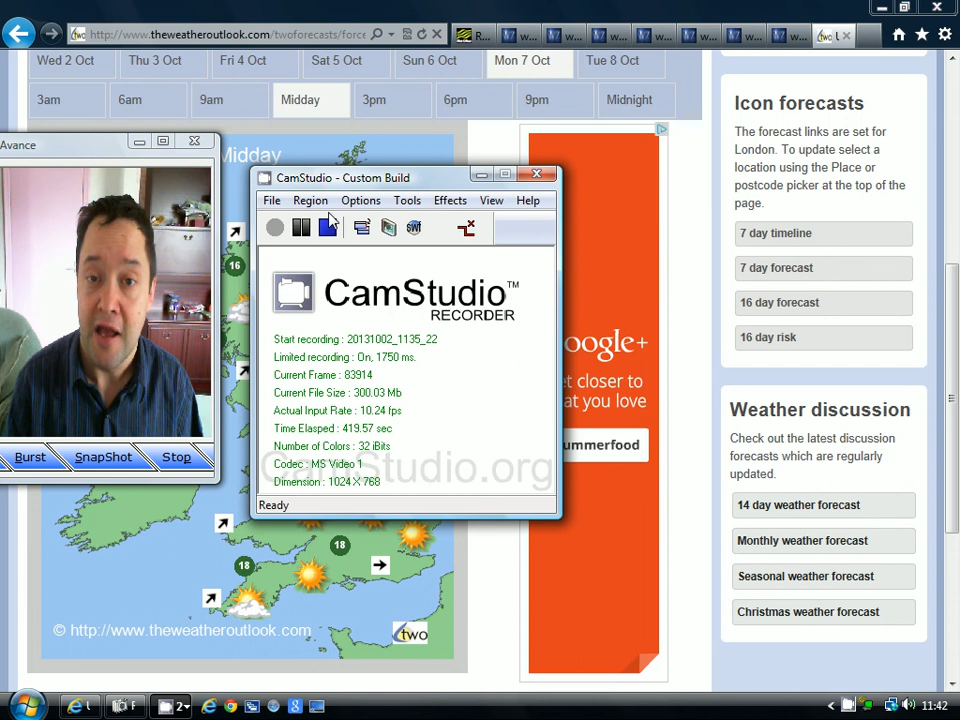 http://www.theweatheroutlook.com/twoforecasts/forec
Wed 2 Oct
Thu 3 Oct
Fri 4 Oct
Sat 5 Oct
Sun 6 Oct
Mon 7 Oct
Tue 8 Oct
3am
6am
9am
Midday
3pm
6pm
9pm
Midnight
Avance
Midday
16
CamStudio - Custom Build
File
Region
Options
Tools
Effects
View
Help
CamStudio™
RECORDER
Start recording : 20131002_1135_22
Limited recording : On, 1750 ms.
Current Frame : 83914
Current File Size : 300.03 Mb
Actual Input Rate : 10.24 fps
Time Elasped : 419.57 sec
Number of Colors : 32 iBits
Codec : MS Video 1
Dimension : 1024 X 768
CamStudio.org
Ready
Burst
SnapShot
Stop
18
18
© http://www.theweatheroutlook.com
two
oogle+
et closer to
at you love
ummerfood
Icon forecasts
The forecast links are set for
London. To update select a
location using the Place or
postcode picker at the top of the
page.
7 day timeline
7 day forecast
16 day forecast
16 day risk
Weather discussion
Check out the latest discussion
forecasts which are regularly
updated.
14 day weather forecast
Monthly weather forecast
Seasonal weather forecast
Christmas weather forecast
11:42